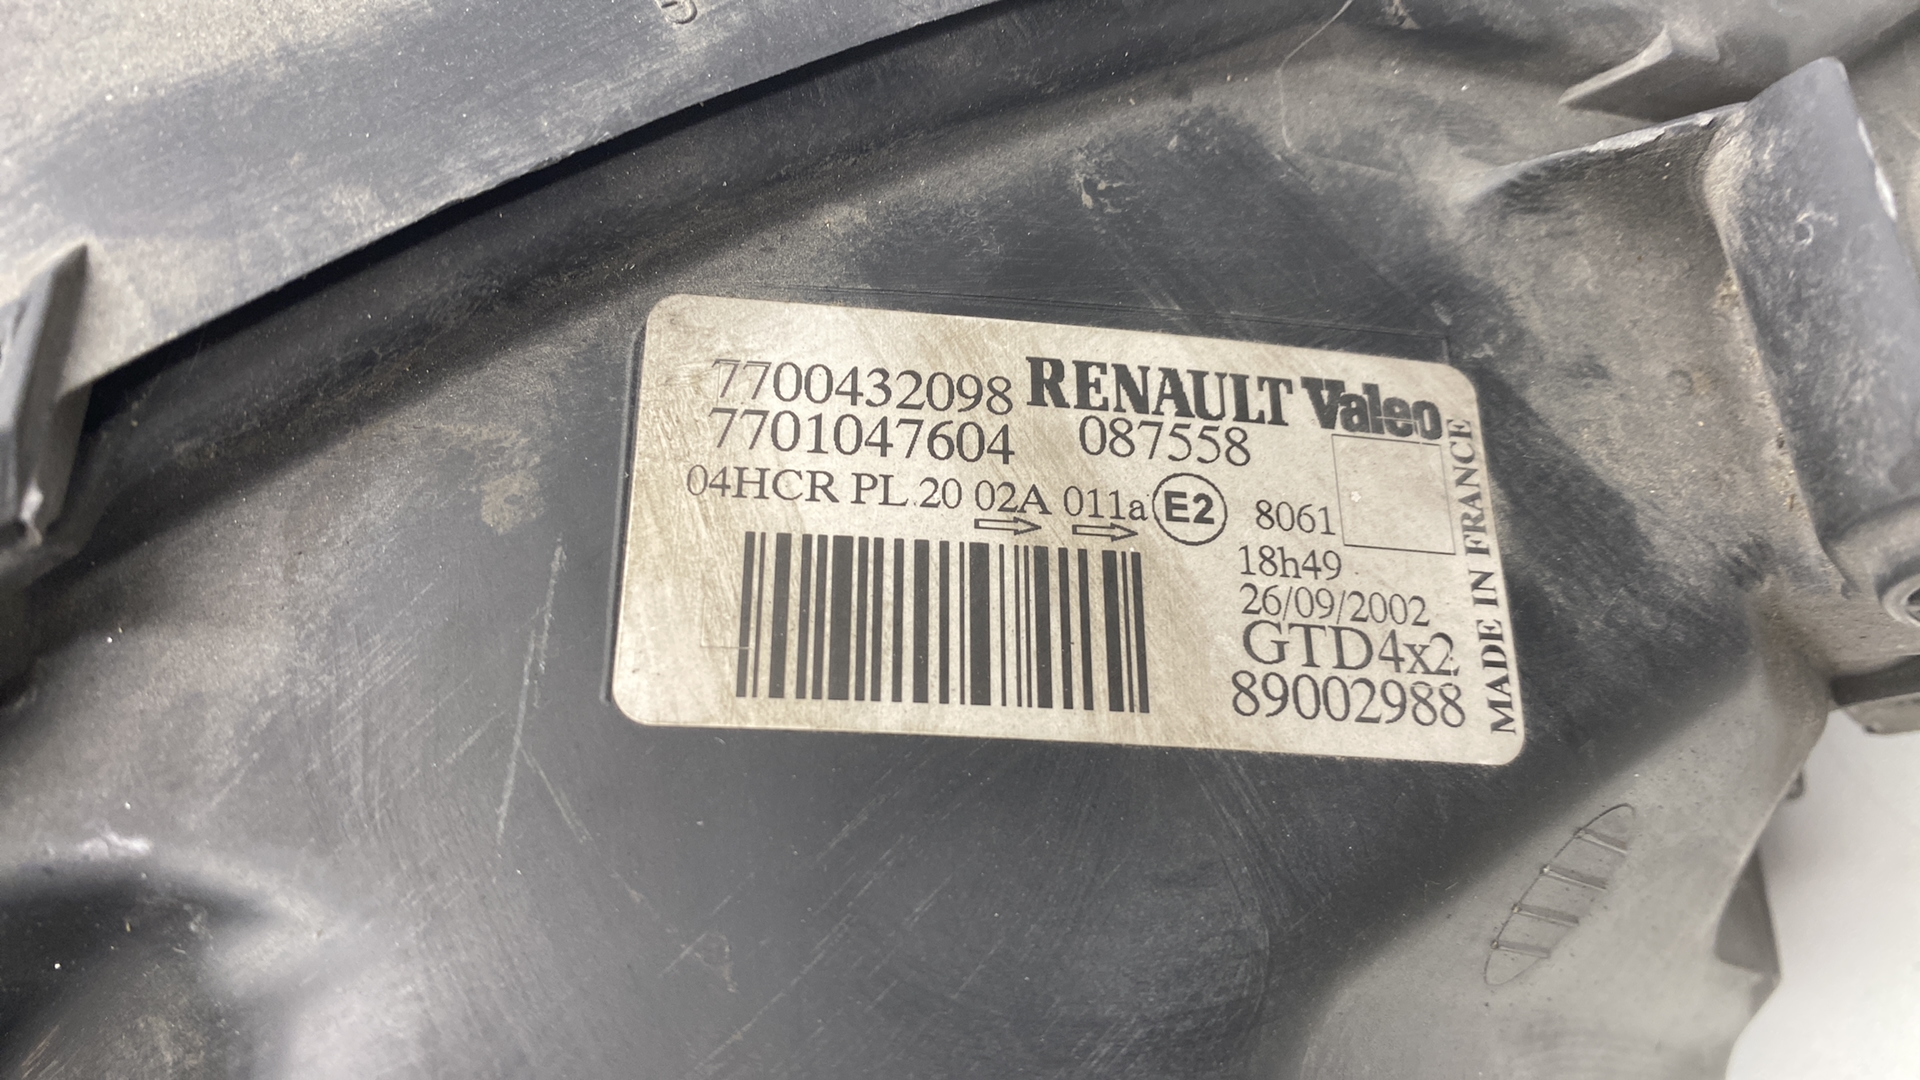 7700432098 RENAULT Valeo
7701047604 087558
04HCR PL 20 02A 011a E2 8061
18h49
26/09/2002
GTD4x2
89002988
MADE IN FRANCE